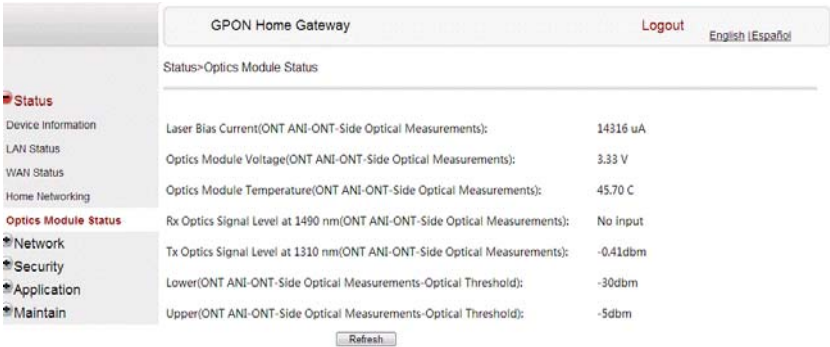 GPON Home Gateway
Logout
English |Español
Status>Optics Module Status
Status
Device Information
LAN Status
WAN Status
Home Networking
Optics Module Status
Network
Security
Application
Maintain
Laser Bias Current(ONT ANI-ONT-Side Optical Measurements): 14316 uA
Optics Module Voltage(ONT ANI-ONT-Side Optical Measurements): 3.33 V
Optics Module Temperature(ONT ANI-ONT-Side Optical Measurements): 45.70 C
Rx Optics Signal Level at 1490 nm(ONT ANI-ONT-Side Optical Measurements): No input
Tx Optics Signal Level at 1310 nm(ONT ANI-ONT-Side Optical Measurements): -0.41dbm
Lower(ONT ANI-ONT-Side Optical Measurements-Optical Threshold): -30dbm
Upper(ONT ANI-ONT-Side Optical Measurements-Optical Threshold): -5dbm
Refresh